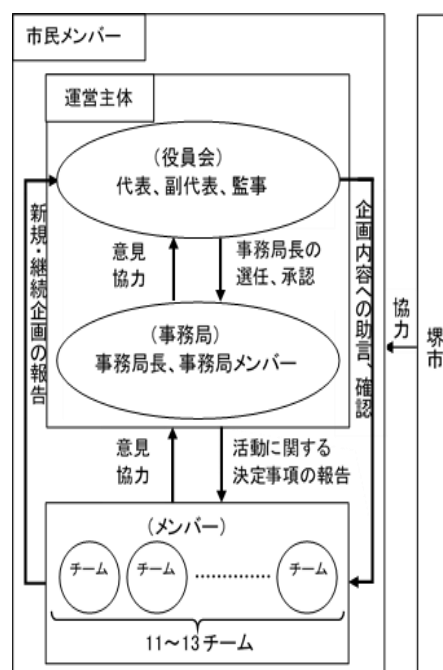 市民メンバー
運営主体
(役員会)
代表、副代表、監事
意見
協力
事務局長の
選任、承認
(事務局)
事務局長、事務局メンバー
意見
協力
活動に関する
決定事項の報告
新規・継続企画の報告
企画内容への助言、確認
(メンバー)
チーム
チーム
……………
チーム
11~13チーム
協力
堺市